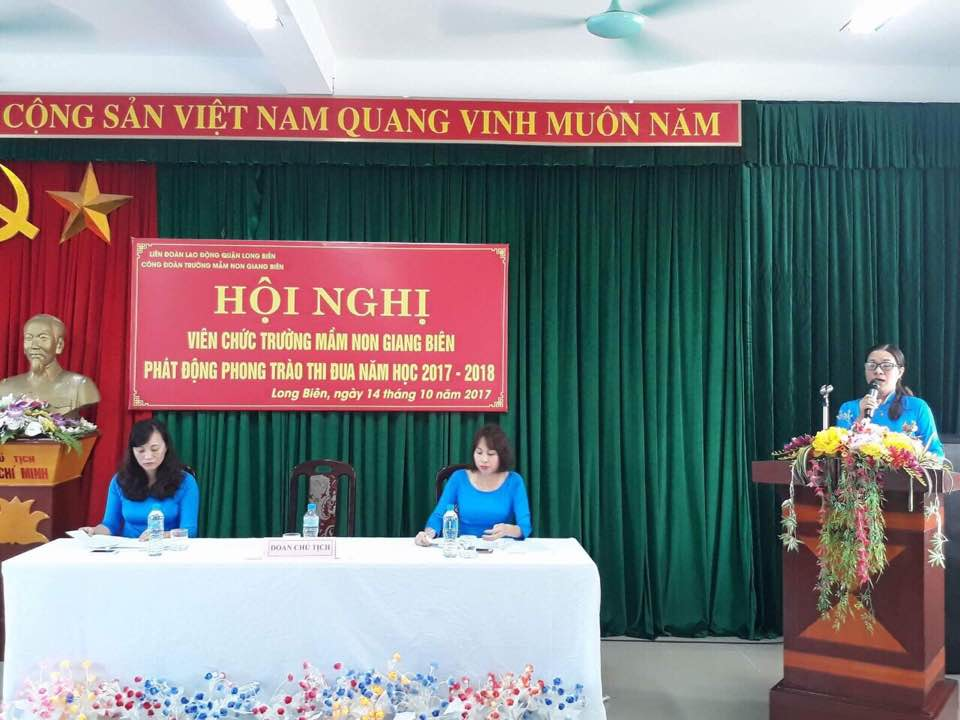 CỘNG SẢN VIỆT NAM QUANG VINH MUÔN NĂM
LIÊN ĐOÀN LAO ĐỘNG QUẬN LONG BIÊN
CÔNG ĐOÀN TRƯỜNG MẦM NON GIANG BIÊN
HỘI NGHỊ
VIÊN CHỨC TRƯỜNG MẦM NON GIANG BIÊN
PHÁT ĐỘNG PHONG TRÀO THI ĐUA NĂM HỌC 2017 - 2018
Long Biên, ngày 14 tháng 10 năm 2017
TỊCH
CHÍ MINH
ĐOÀN CHỦ TỊCH